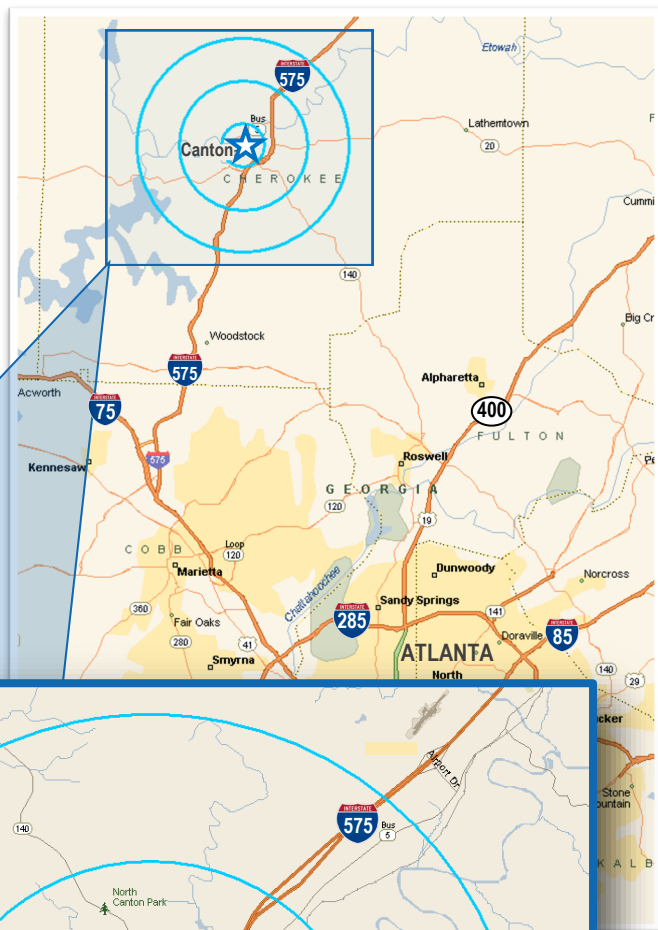 Etowah
INTERSTATE
575
Bus
5
Canton
Lathemtown
20
CHEROKEE
Cummi
140
Big Cr
Woodstock
INTERSTATE
575
Alpharetta
Acworth
INTERSTATE
75
400
FULTON
Roswell
575
Kennesaw
GEORGIA
120
19
COBB
Loop
120
Dunwoody
Marietta
Chattahoochee
Norcross
360
Sandy Springs
INTERSTATE
285
141
Fair Oaks
INTERSTATE
85
Doraville
280
41
ATLANTA
Smyrna
North
140
29
cker
Airport Dr
Stone
ountain
INTERSTATE
575
Bus
5
140
KALB
North
Canton Park